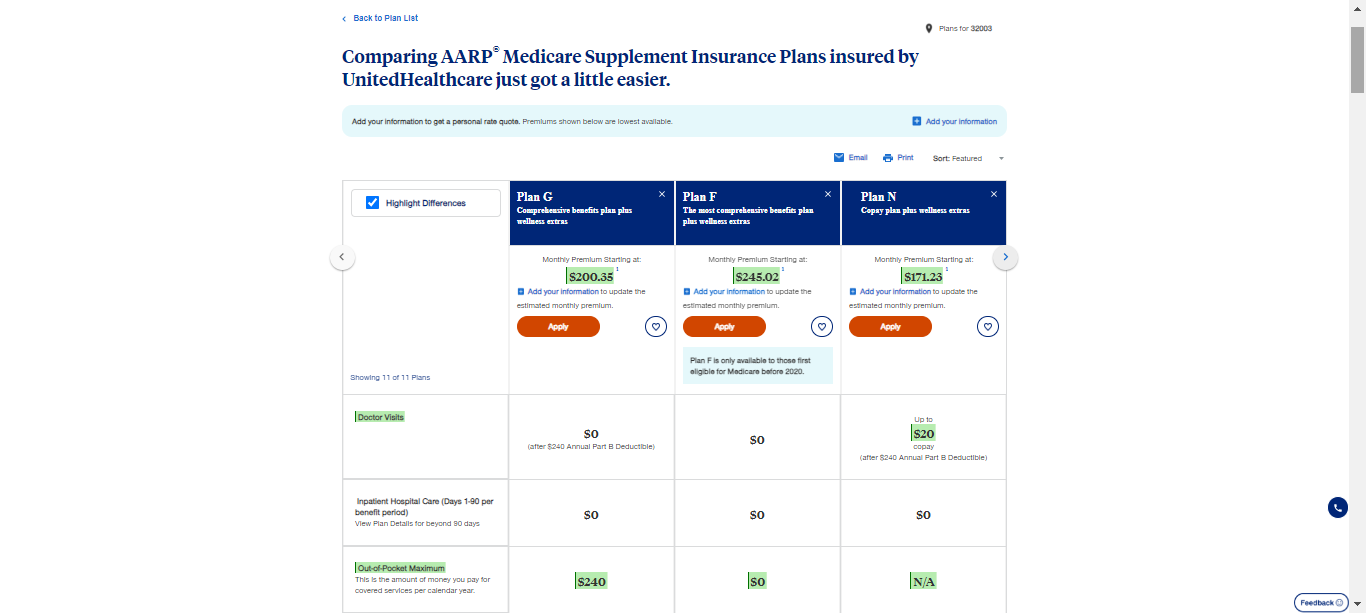 Back to Plan List
Plans for 32003
Comparing AARP® Medicare Supplement Insurance Plans insured by
UnitedHealthcare just got a little easier.
Add your information to get a personal rate quote. Premiums shown below are lowest available.
Add your information
Email
Print
Sort: Featured
Highlight Differences
Showing 11 of 11 Plans
Plan G
Comprehensive benefits plan plus
wellness extras
Monthly Premium Starting at:
$200.35 1
Add your information to update the
estimated monthly premium.
Apply
Plan F
The most comprehensive benefits plan
plus wellness extras
Monthly Premium Starting at:
$245.02 1
Add your information to update the
estimated monthly premium.
Apply
Plan F is only available to those first
eligible for Medicare before 2020.
Plan N
Copay plan plus wellness extras
Monthly Premium Starting at:
$171.23 1
Add your information to update the
estimated monthly premium.
Apply
Doctor Visits
$0
(after $240 Annual Part B Deductible)
$0
Up to
$20
copay
(after $240 Annual Part B Deductible)
Inpatient Hospital Care (Days 1-90 per
benefit period)
View Plan Details for beyond 90 days
$0
$0
$0
Out-of-Pocket Maximum
This is the amount of money you pay for
covered services per calendar year.
$240
$0
N/A
Feedback